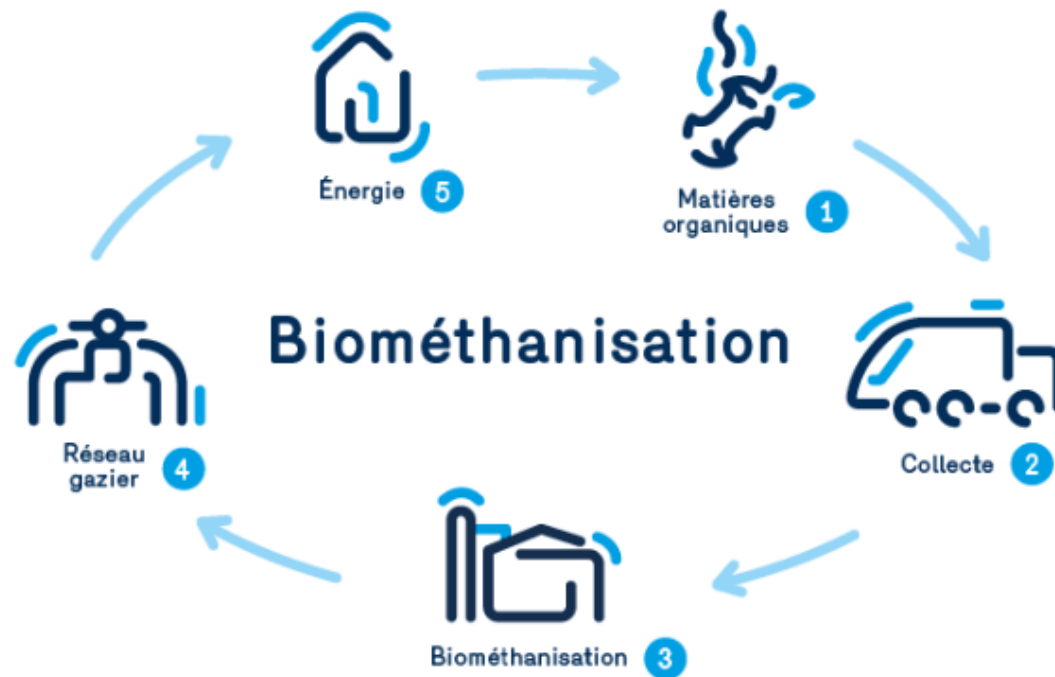 Énergie 5
Matières
organiques 1
Biométhanisation
Réseau
gazier 4
Collecte 2
Biométhanisation 3